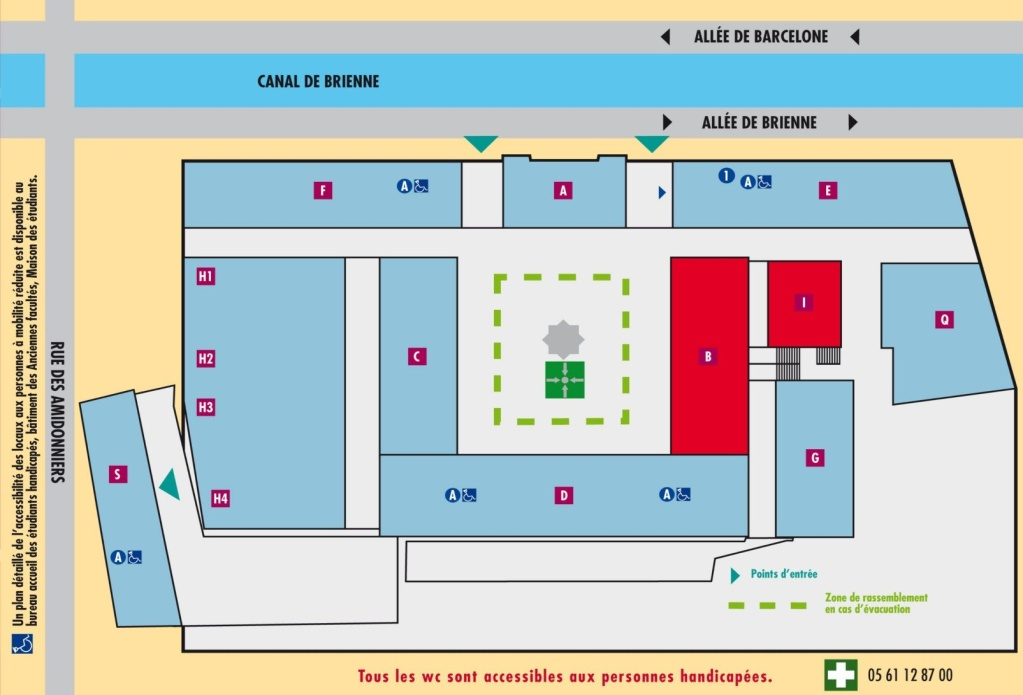 ALLÉE DE BARCELONE
CANAL DE BRIENNE
ALLÉE DE BRIENNE
F
A
A
1
A
E
H1
H2
H3
H4
C
B
I
Q
G
S
A
A
D
A
RUE DES AMIDONNIERS
Un plan détaillé de l'accessibilité des locaux aux personnes à mobilité réduite est disponible au
bureau accueil des étudiants handicapés, bâtiment des Anciennes facultés, Maison des étudiants.
Points d'entrée
Zone de rassemblement
en cas d'évacuation
Tous les wc sont accessibles aux personnes handicapées.
05 61 12 87 00